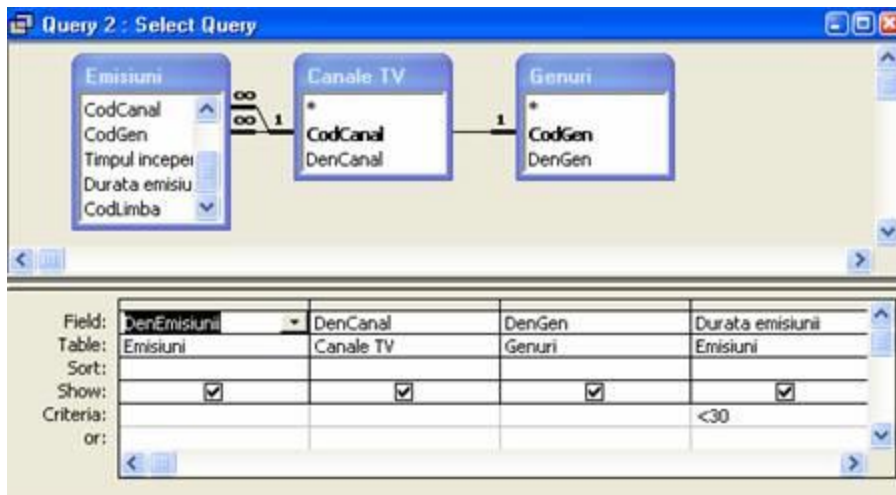 Query 2 : Select Query
Emisiuni
CodCanal
CodGen
Timpul incepe
Durata emisiu
CodLimba
∞
∞
1
Canale TV
*
CodCanal
DenCanal
1
Genuri
*
CodGen
DenGen
Field: DenEmisiunii DenCanal DenGen Durata emisiunii
Table: Emisiuni Canale TV Genuri Emisiuni
Sort:
Show:
Criteria: <30
or: